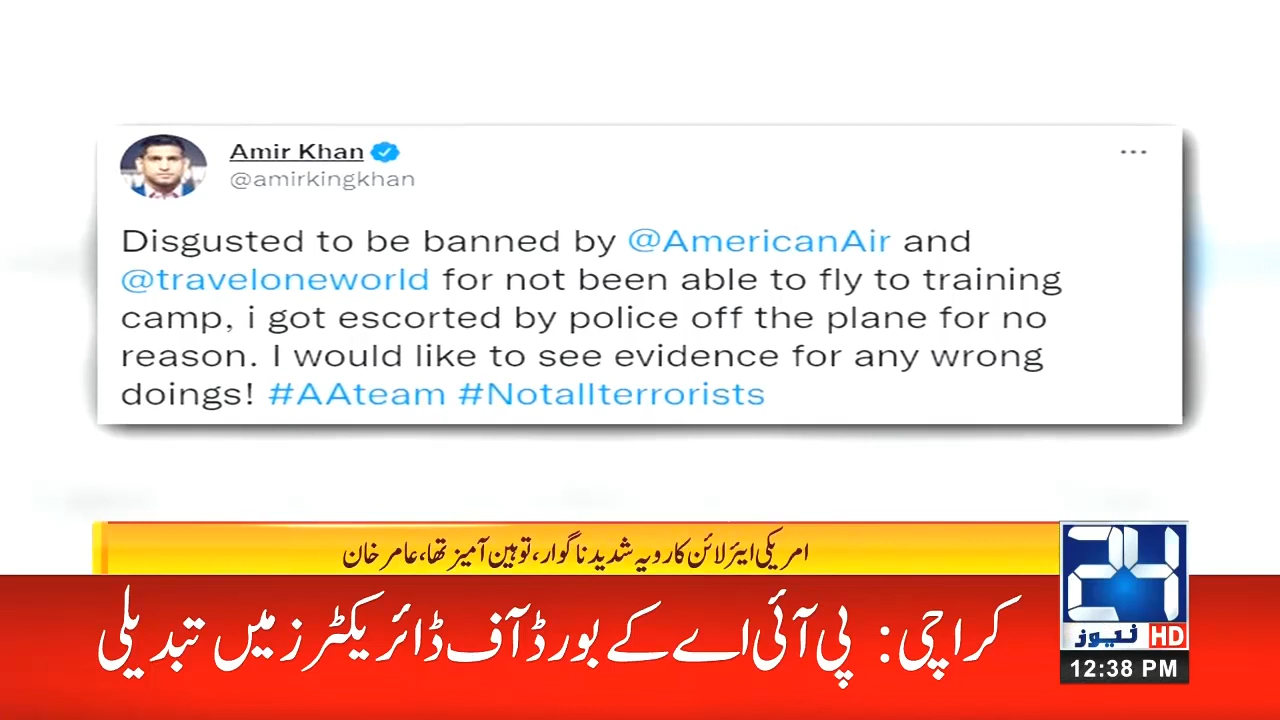 Amir Khan
@amirkingkhan
Disgusted to be banned by @AmericanAir and
@traveloneworld for not been able to fly to training
camp, i got escorted by police off the plane for no
reason. I would like to see evidence for any wrong
doings! #AAteam #Notallterrorists
امریکی ایئرلائن کا رویہ شدید ناگوار، توہین آمیز تھا، عامر خان
کراچی: پی آئی اے کے بورڈ آف ڈائریکٹرز میں تبدیلی
24
نیوز HD
12:38 PM